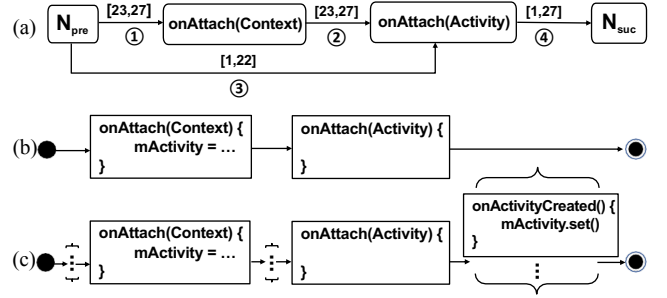 (a) N_pre [23,27] onAttach(Context) [23,27] onAttach(Activity) [1,27] N_suc
① ② ④
[1,22]
③
(b) onAttach(Context) { onAttach(Activity) {
mActivity = ...
} }
onActivityCreated() {
mActivity.set()
}
(c) onAttach(Context) { onAttach(Activity) {
mActivity = ...
} }